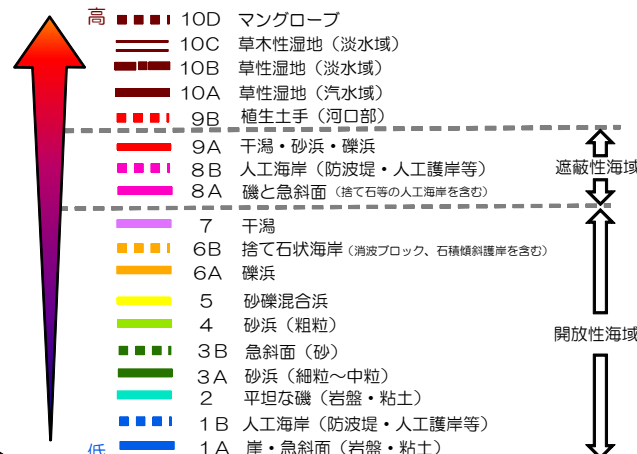 高 10D マングローブ
10C 草木性湿地（淡水域）
10B 草性湿地（淡水域）
10A 草性湿地（汽水域）
9B 植生土手（河口部）
9A 干潟・砂浜・礫浜
8B 人工海岸（防波堤・人工護岸等）
遮蔽性海域
8A 磯と急斜面（捨て石等の人工海岸を含む）
7 干潟
6B 捨て石状海岸（消波ブロック、石積傾斜護岸を含む）
6A 礫浜
5 砂礫混合浜
4 砂浜（粗粒）
開放性海域
3B 急斜面（砂）
3A 砂浜（細粒～中粒）
2 平坦な磯（岩盤・粘土）
1B 人工海岸（防波堤・人工護岸等）
低 1A 崖・急斜面（岩盤・粘土）